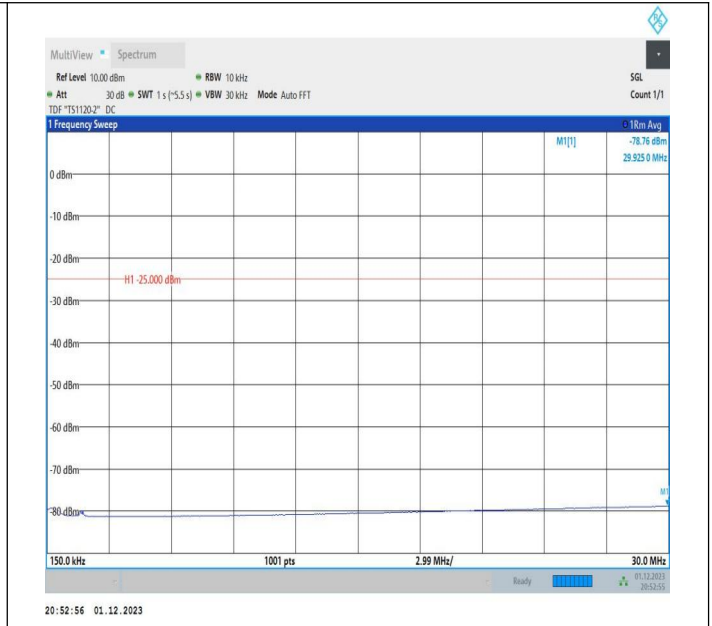 R S
MultiView Spectrum
Ref Level 10.00 dBm RBW 10 kHz SGL
Att 30 dB SWT 1 s (~5.5 s) VBW 30 kHz Mode Auto FFT Count 1/1
TDF "TS1120-2" DC
1 Frequency Sweep 1Rm Avg
M1[1] -78.76 dBm
29.925 0 MHz
0 dBm
-10 dBm
-20 dBm
H1 -25.000 dBm
-30 dBm
-40 dBm
-50 dBm
-60 dBm
-70 dBm
M1
-80 dBm
150.0 kHz 1001 pts 2.99 MHz/ 30.0 MHz
Ready 01.12.2023
20:52:55
20:52:56 01.12.2023